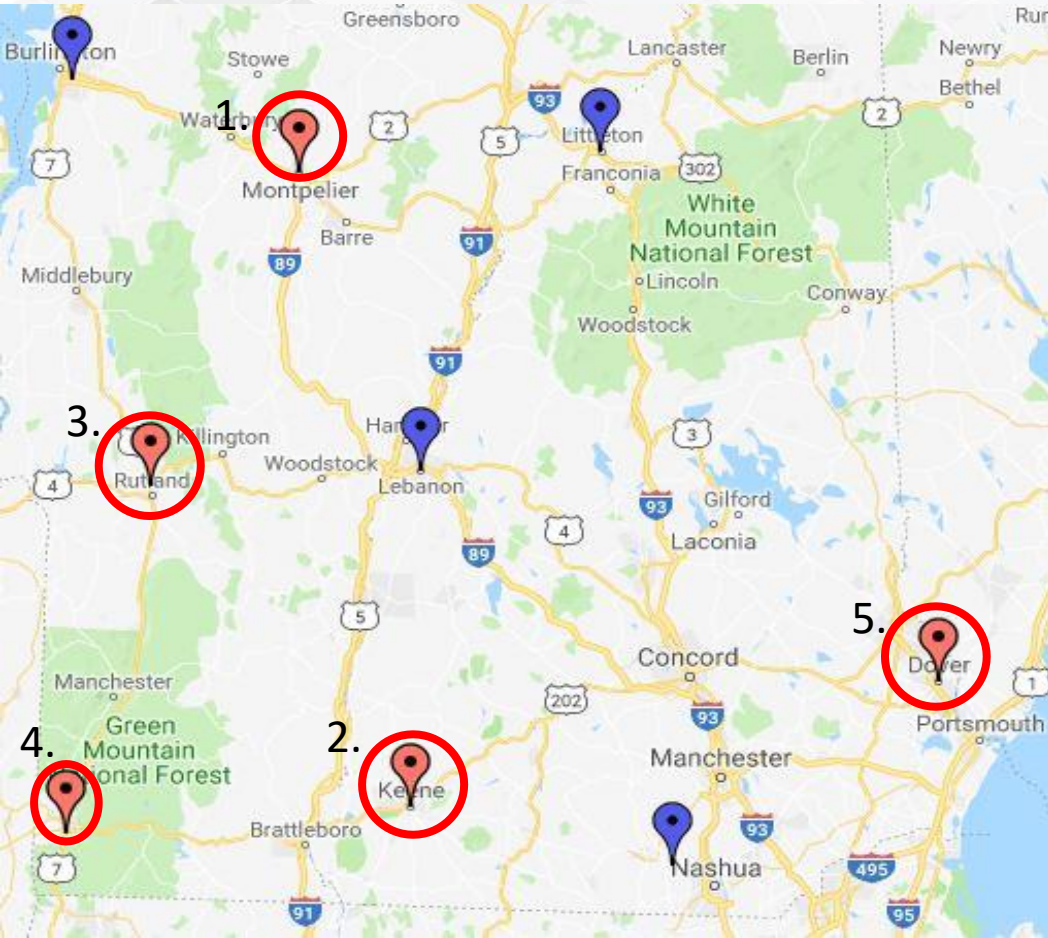 Greensboro
Rur
Burlington
Stowe
Lancaster
Berlin
Newry
Bethel
93
2
1.
Waterbury
2
5
Littleton
7
Franconia
302
Montpelier
White
Mountain
National Forest
Barre
91
89
Middlebury
Lincoln
Conway
Woodstock
91
3.
Hanover
Killington
3
Woodstock
Rutland
4
Lebanon
93
Gilford
4
Laconia
89
5
5.
Concord
Dover
Manchester
202
1
93
Portsmouth
Green
Mountain
National Forest
4.
2.
Manchester
Keene
Brattleboro
93
7
Nashua
495
91
95